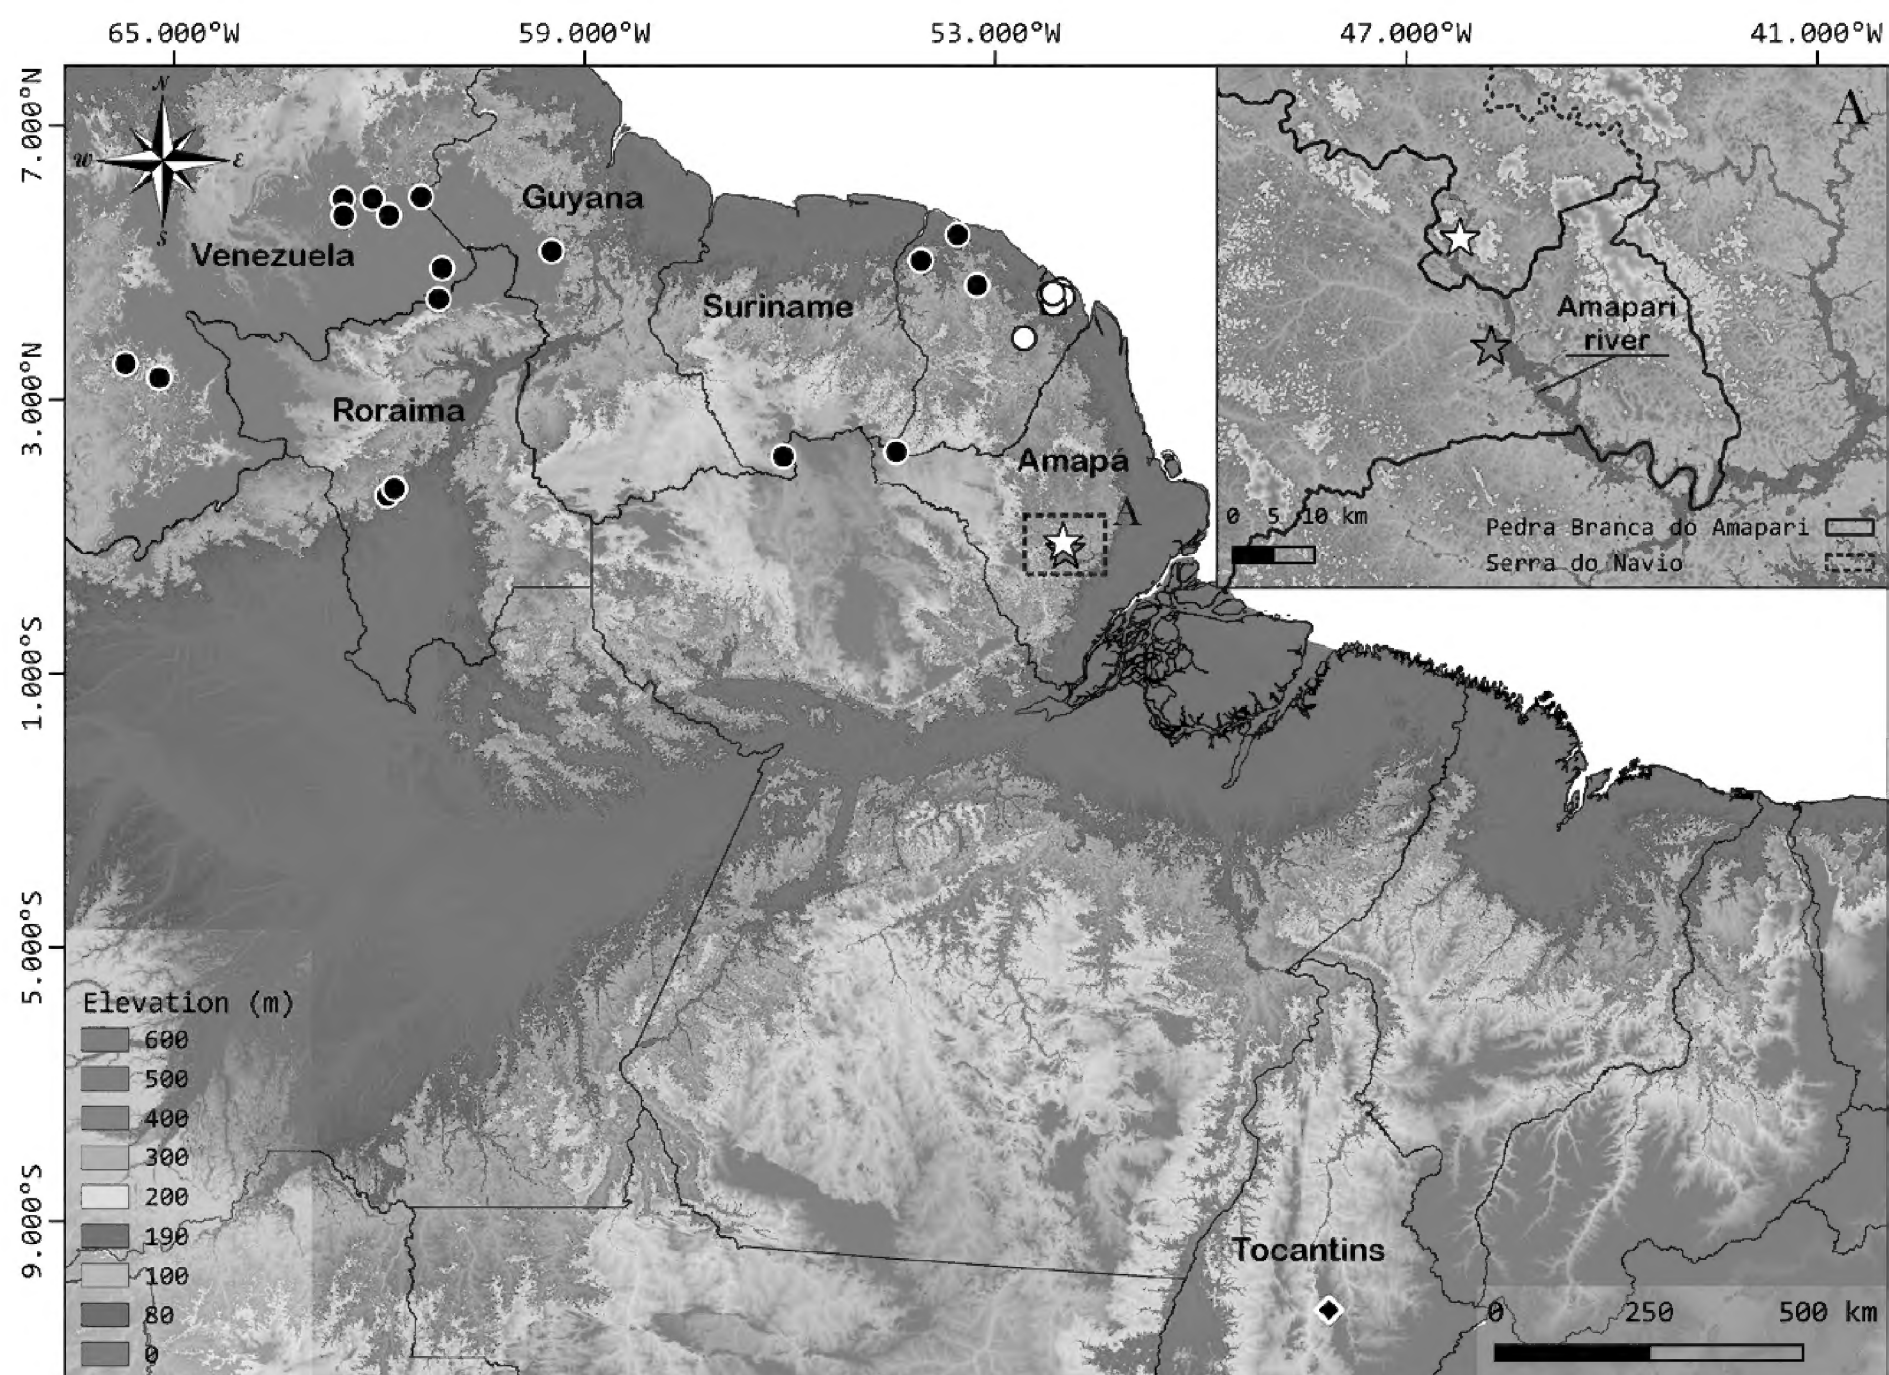 65.000°W 59.000°W 53.000°W 47.000°W 41.000°W
7.000°N
3.000°N
1.000°S
5.000°S
9.000°S
N
W E
S
A
Guyana
Venezuela
Suriname
Roraima
Amapá
A
Amapari
river
0 5 10 km
Pedra Branca do Amapari
Serra do Navio
Elevation (m)
600
500
400
300
200
190
100
80
0
Tocantins
0 250 500 km